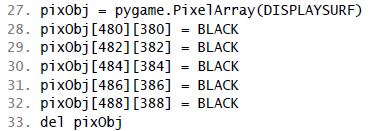 27. pixObj = pygame.PixelArray(DISPLAYSURF)
28. pixObj[480][380] = BLACK
29. pixObj[482][382] = BLACK
30. pixObj[484][384] = BLACK
31. pixObj[486][386] = BLACK
32. pixObj[488][388] = BLACK
33. del pixObj